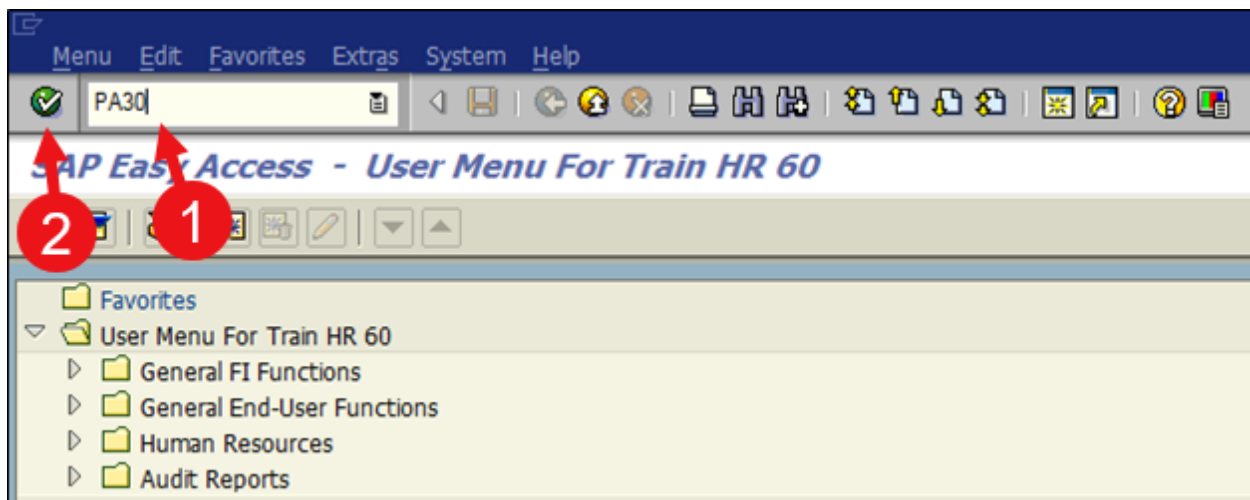 Menu Edit Favorites Extras System Help
PA30
SAP Easy Access - User Menu For Train HR 60
2 1
Favorites
User Menu For Train HR 60
General FI Functions
General End-User Functions
Human Resources
Audit Reports